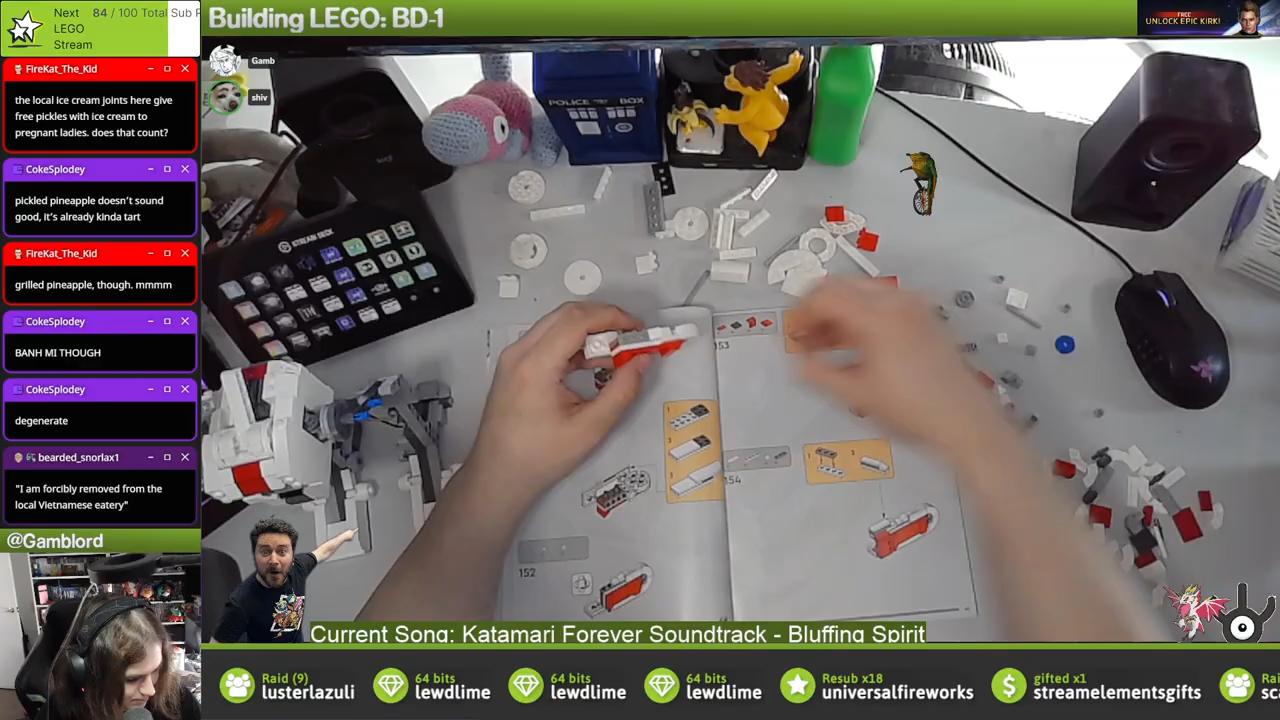 Next
LEGO
Stream
84 / 100 Total Sub
FireKat_The_Kid
the local ice cream joints here give
free pickles with ice cream to
pregnant ladies. does that count?
CokeSplodey
pickled pineapple doesn't sound
good, it's already kinda tart
FireKat_The_Kid
grilled pineapple, though. mmmm
CokeSplodey
BANH MI THOUGH
CokeSplodey
degenerate
bearded_snorlax1
"I am forcibly removed from the
local Vietnamese eatery"
@Gamblord
Building LEGO: BD-1
FREE
UNLOCK EPIC KIRK!
Gamb
shiv
POLICE BOX
STREAM DECK
153
154
152
Current Song: Katamari Forever Soundtrack - Bluffing Spirit
Raid (9)
lusterlazuli
64 bits
lewdlime
64 bits
lewdlime
64 bits
lewdlime
Resub x18
universalfireworks
gifted x1
streamelementsgifts